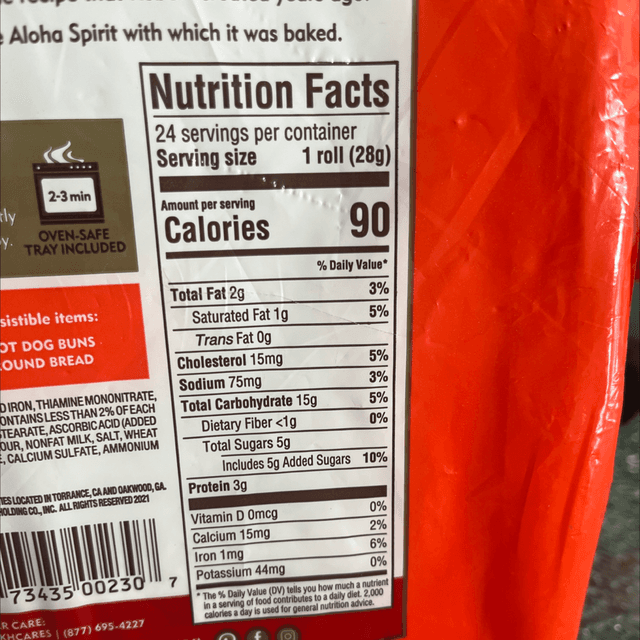 Aloha Spirit with which it was baked.
Nutrition Facts
24 servings per container
Serving size 1 roll (28g)
Amount per serving
Calories 90
% Daily Value*
Total Fat 2g 3%
Saturated Fat 1g 5%
Trans Fat 0g
Cholesterol 15mg 5%
Sodium 75mg 3%
Total Carbohydrate 15g 5%
Dietary Fiber <1g 0%
Total Sugars 5g
Includes 5g Added Sugars 10%
Protein 3g
Vitamin D 0mcg 0%
Calcium 15mg 2%
Iron 1mg 6%
Potassium 44mg 0%
* The % Daily Value (DV) tells you how much a nutrient
in a serving of food contributes to a daily diet. 2,000
calories a day is used for general nutrition advice.
2-3 min
OVEN-SAFE
TRAY INCLUDED
sistible items:
OT DOG BUNS
OUND BREAD
D IRON, THIAMINE MONONITRATE,
ONTAINS LESS THAN 2% OF EACH
TEARATE, ASCORBIC ACID (ADDED
OUR, NONFAT MILK, SALT, WHEAT
E, CALCIUM SULFATE, AMMONIUM
IES LOCATED IN TORRANCE, CA AND OAKWOOD, GA.
HOLDING CO., INC. ALL RIGHTS RESERVED 2021
73435 00230 7
R CARE:
KHCARES | (877) 695-4227